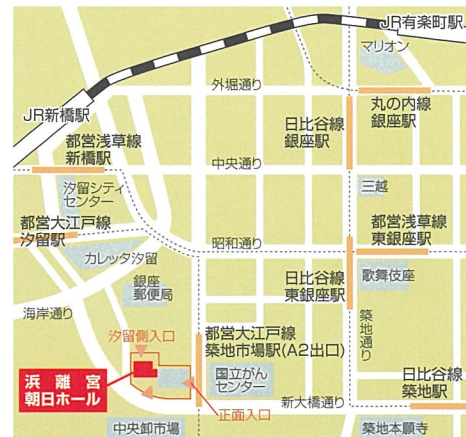 JR有楽町駅
マリオン
外堀通り
丸の内線
銀座駅
JR新橋駅
日比谷線
銀座駅
都営浅草線
新橋駅
中央通り
汐留シティ
センター
三越
都営大江戸線
汐留駅
昭和通り
都営浅草線
東銀座駅
カレッタ汐留
日比谷線
東銀座駅
歌舞伎座
銀座
郵便局
海岸通り
築地通り
汐留側入口
都営大江戸線
築地市場駅(A2出口)
浜離宮
朝日ホール
国立がん
センター
日比谷線
築地駅
正面入口
新大橋通り
中央卸市場
築地本願寺